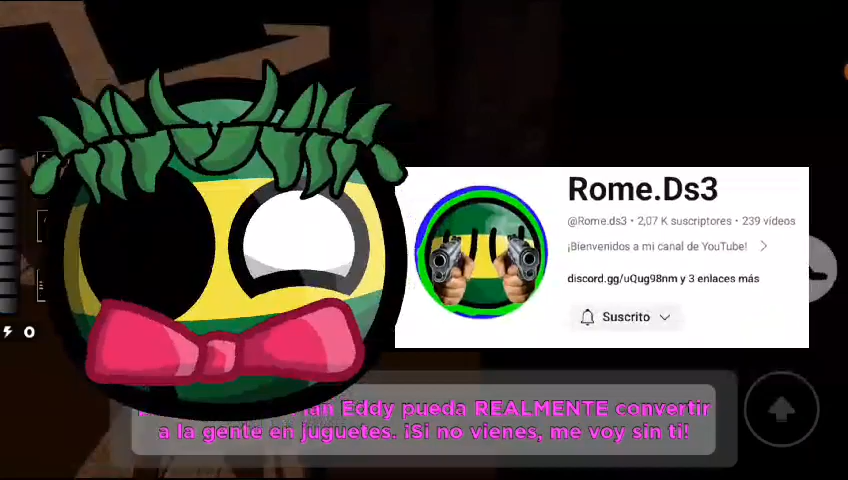 Rome.Ds3
@Rome.ds3 • 2,07 K suscriptores • 239 vídeos
¡Bienvenidos a mi canal de YouTube!
discord.gg/uQug98nm y 3 enlaces más
Suscrito
0
Eddy pueda REALMENTE convertir
a la gente en juguetes. ¡Si no vienes, me voy sin ti!